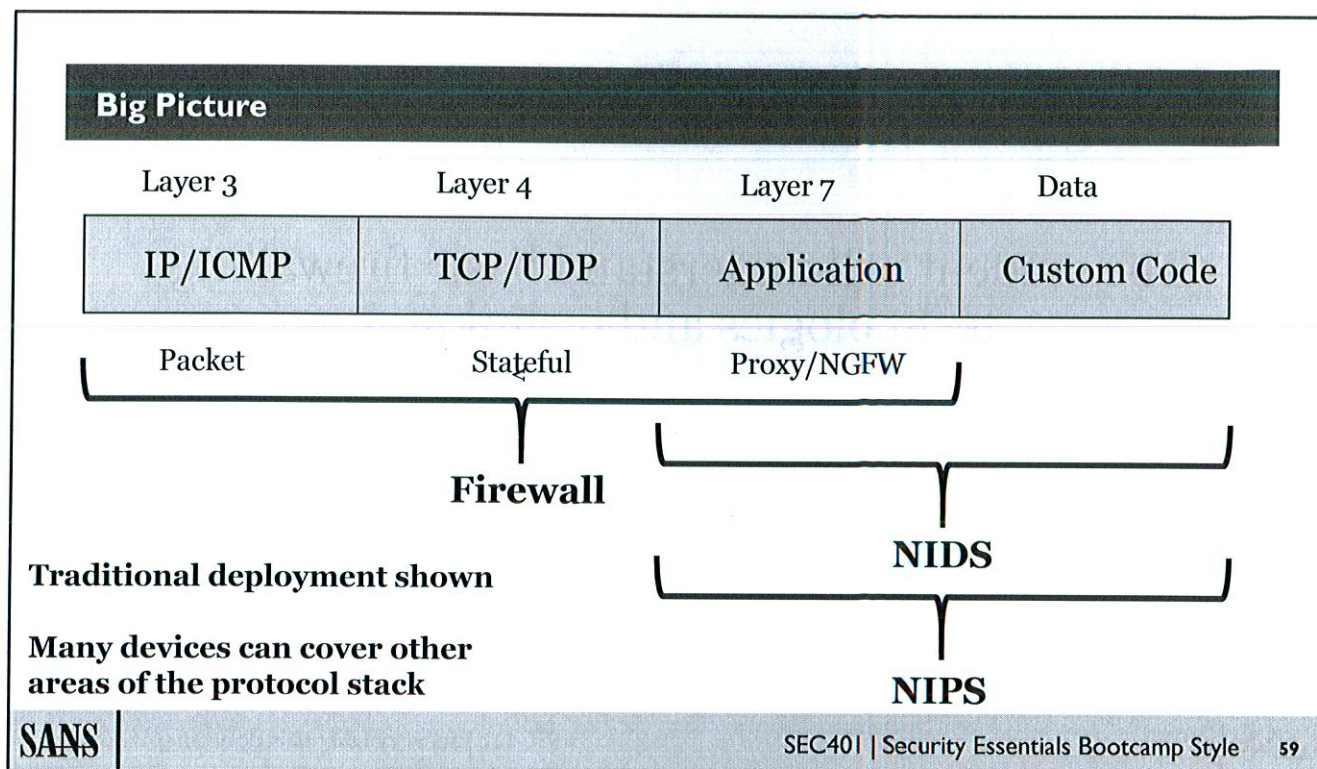 Big Picture
Layer 3 Layer 4 Layer 7 Data
IP/ICMP TCP/UDP Application Custom Code
Packet Stateful Proxy/NGFW
Firewall
NIDS
Traditional deployment shown
Many devices can cover other
areas of the protocol stack
NIPS
SANS
SEC401 | Security Essentials Bootcamp Style 59